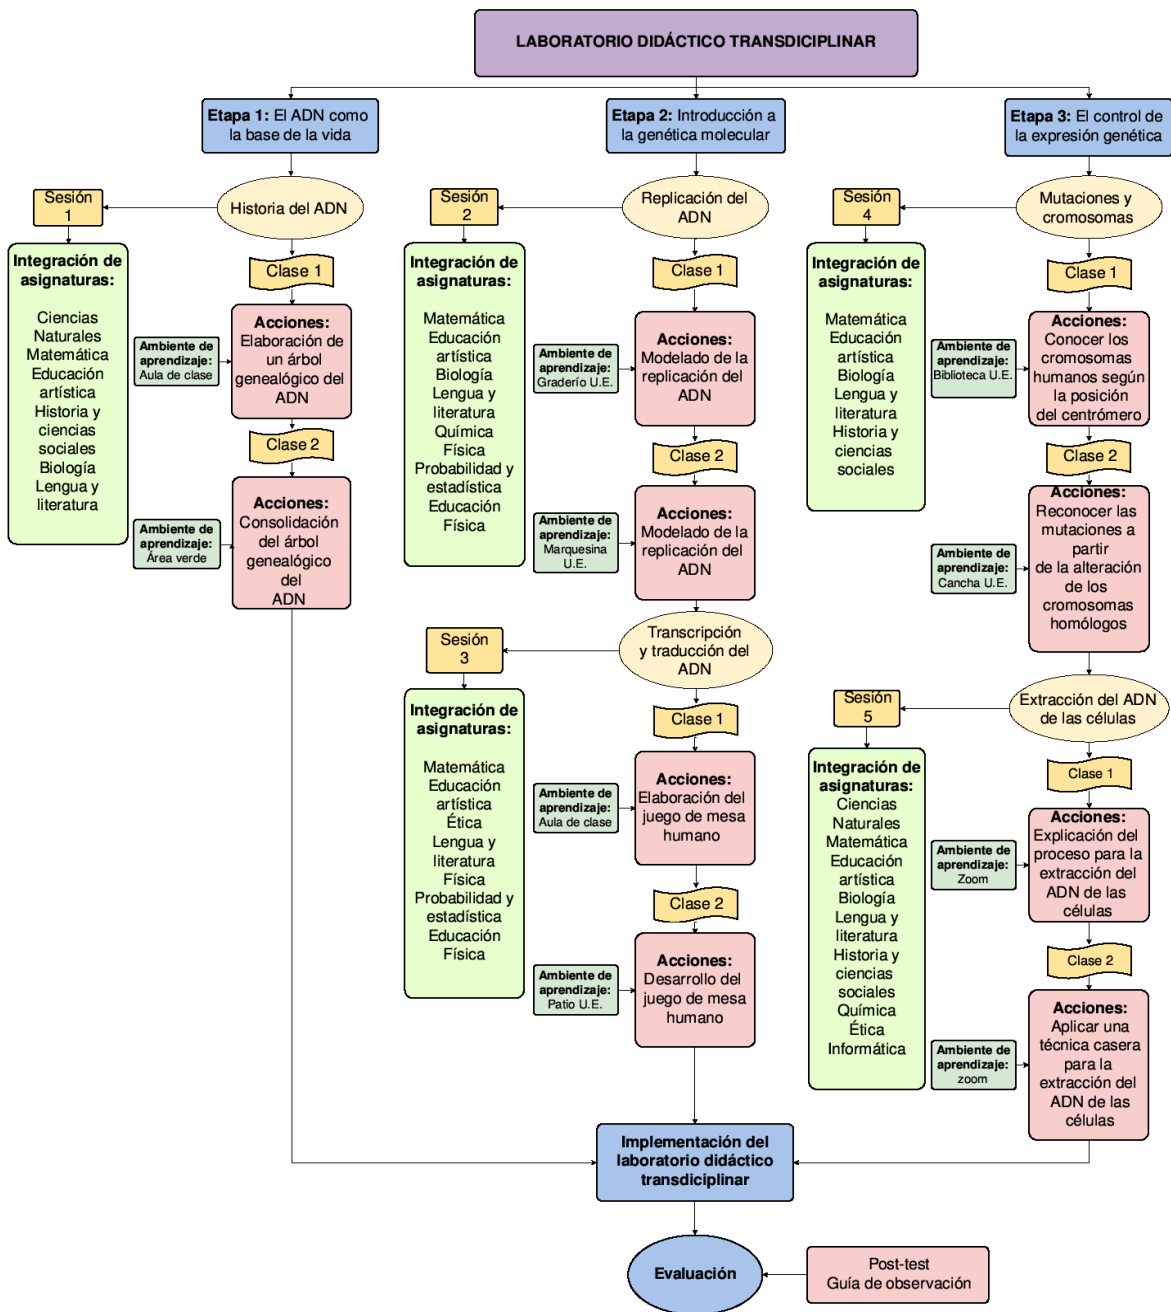 LABORATORIO DIDÁCTICO TRANSDICIPLINAR
Etapa 1: El ADN como
la base de la vida
Historia del ADN
Sesión
1
Integración de
asignaturas:
Ciencias
Naturales
Matemática
Educación
artística
Historia y
ciencias
sociales
Biología
Lengua y
literatura
Clase 1
Ambiente de
aprendizaje:
Aula de clase
Acciones:
Elaboración de
un árbol
genealógico del
ADN
Clase 2
Ambiente de
aprendizaje:
Área verde
Acciones:
Consolidación
del árbol
genealógico
del
ADN
Etapa 2: Introducción a
la genética molecular
Replicación del
ADN
Sesión
2
Integración de
asignaturas:
Matemática
Educación
artística
Biología
Lengua y
literatura
Química
Física
Probabilidad y
estadística
Educación
Física
Clase 1
Ambiente de
aprendizaje:
Graderío U.E.
Acciones:
Modelado de la
replicación del
ADN
Clase 2
Ambiente de
aprendizaje:
Marquesina
U.E.
Acciones:
Modelado de la
replicación del
ADN
Transcripción
y traducción del
ADN
Sesión
3
Integración de
asignaturas:
Matemática
Educación
artística
Ética
Lengua y
literatura
Física
Probabilidad y
estadística
Educación
Física
Clase 1
Ambiente de
aprendizaje:
Aula de clase
Acciones:
Elaboración del
juego de mesa
humano
Clase 2
Ambiente de
aprendizaje:
Patio U.E.
Acciones:
Desarrollo del
juego de mesa
humano
Etapa 3: El control de
la expresión genética
Mutaciones y
cromosomas
Sesión
4
Integración de
asignaturas:
Matemática
Educación
artística
Biología
Lengua y
literatura
Historia y
ciencias
sociales
Clase 1
Ambiente de
aprendizaje:
Biblioteca U.E.
Acciones:
Conocer los
cromosomas
humanos según
la posición
del centrómero
Clase 2
Ambiente de
aprendizaje:
Cancha U.E.
Acciones:
Reconocer las
mutaciones a
partir
de la alteración
de los
cromosomas
homólogos
Extracción del ADN
de las células
Sesión
5
Integración de
asignaturas:
Ciencias
Naturales
Matemática
Educación
artística
Biología
Lengua y
literatura
Historia y
ciencias
sociales
Química
Ética
Informática
Clase 1
Ambiente de
aprendizaje:
Zoom
Acciones:
Explicación del
proceso para la
extracción del
ADN de las
células
Clase 2
Ambiente de
aprendizaje:
zoom
Acciones:
Aplicar una
técnica casera
para la
extracción del
ADN de las
células
Implementación del
laboratorio didáctico
transdiciplinar
Evaluación
Post-test
Guía de observación